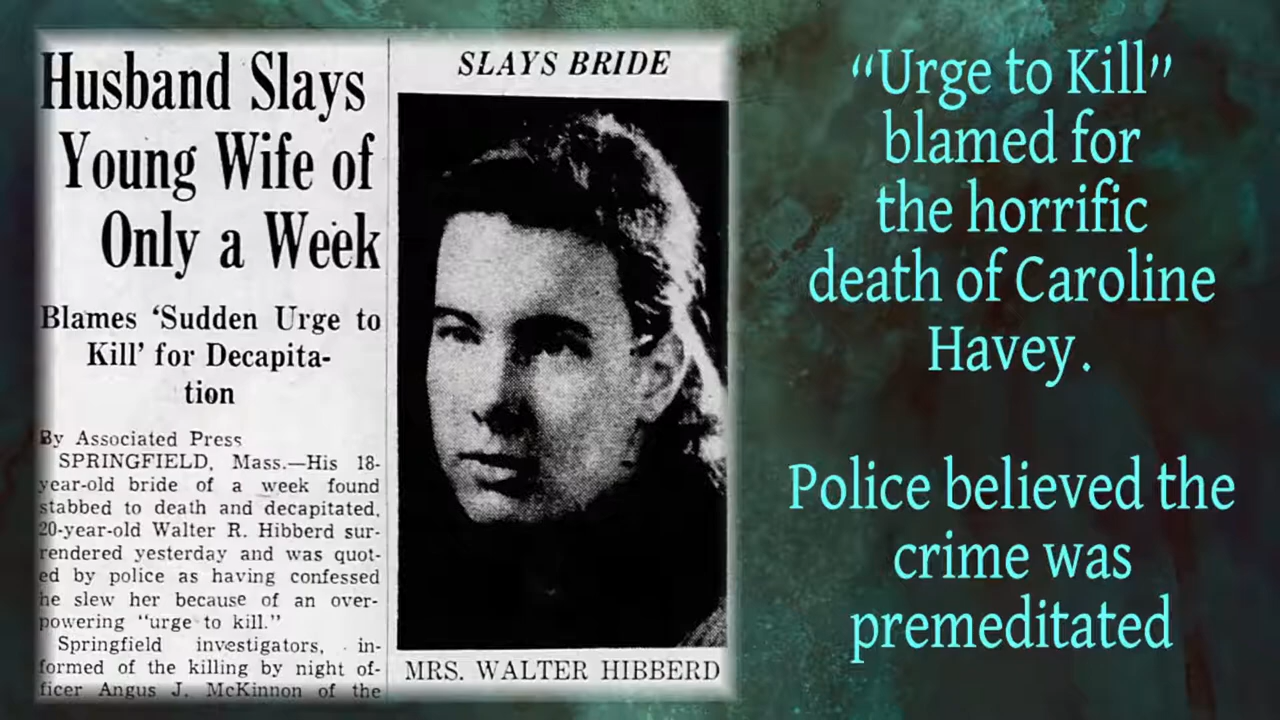 Husband Slays
Young Wife of
Only a Week
Blames ‘Sudden Urge to
Kill’ for Decapita-
tion
By Associated Press
SPRINGFIELD, Mass.—His 18-
year-old bride of a week found
stabbed to death and decapitated,
20-year-old Walter R. Hibberd sur-
rendered yesterday and was quot-
ed by police as having confessed
he slew her because of an over-
powering “urge to kill.”
Springfield investigators, in-
formed of the killing by night of-
ficer Angus J. McKinnon of the
SLAYS BRIDE
MRS. WALTER HIBBERD
“Urge to Kill”
blamed for
the horrific
death of Caroline
Havey.
Police believed the
crime was
premeditated